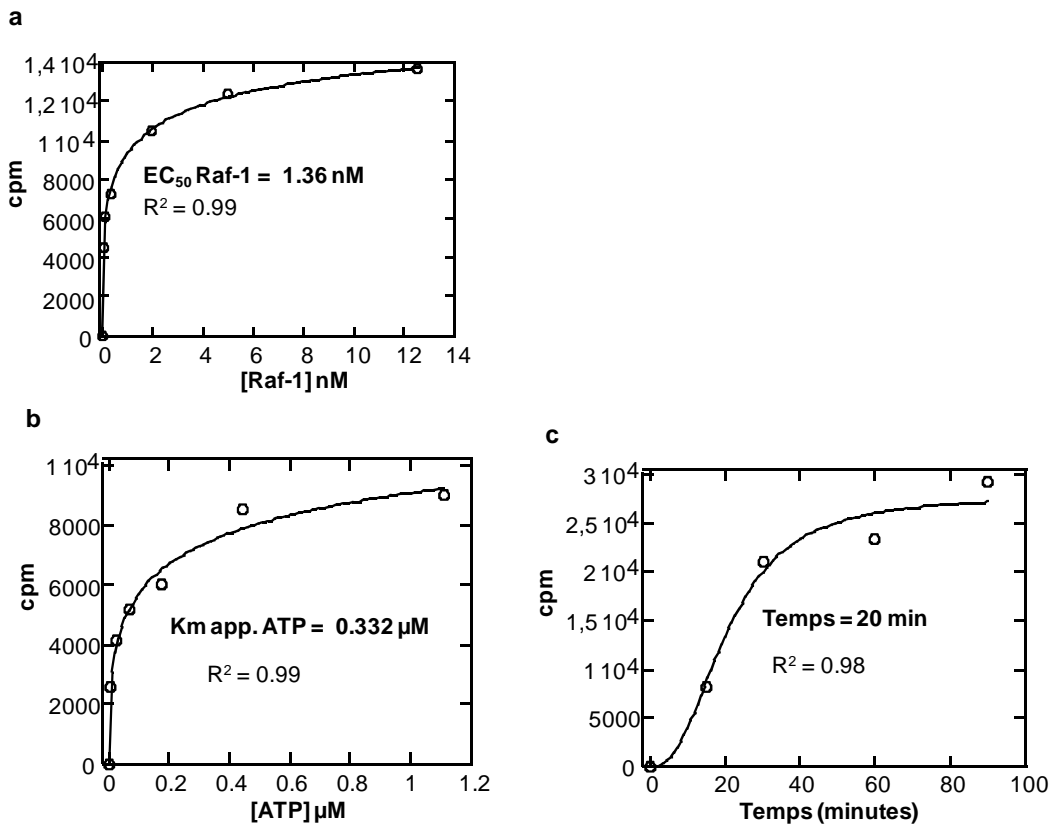 a
1,4 10⁴
1,2 10⁴
1 10⁴
8000
6000
4000
2000
0
cpm
EC₅₀ Raf-1 = 1.36 nM
R² = 0.99
0 2 4 6 8 10 12 14
[Raf-1] nM
b
1 10⁴
8000
6000
4000
2000
0
cpm
Km app. ATP = 0.332 µM
R² = 0.99
0 0.2 0.4 0.6 0.8 1 1.2
[ATP] µM
c
3 10⁴
2,5 10⁴
2 10⁴
1,5 10⁴
1 10⁴
5000
0
cpm
Temps = 20 min
R² = 0.98
0 20 40 60 80 100
Temps (minutes)